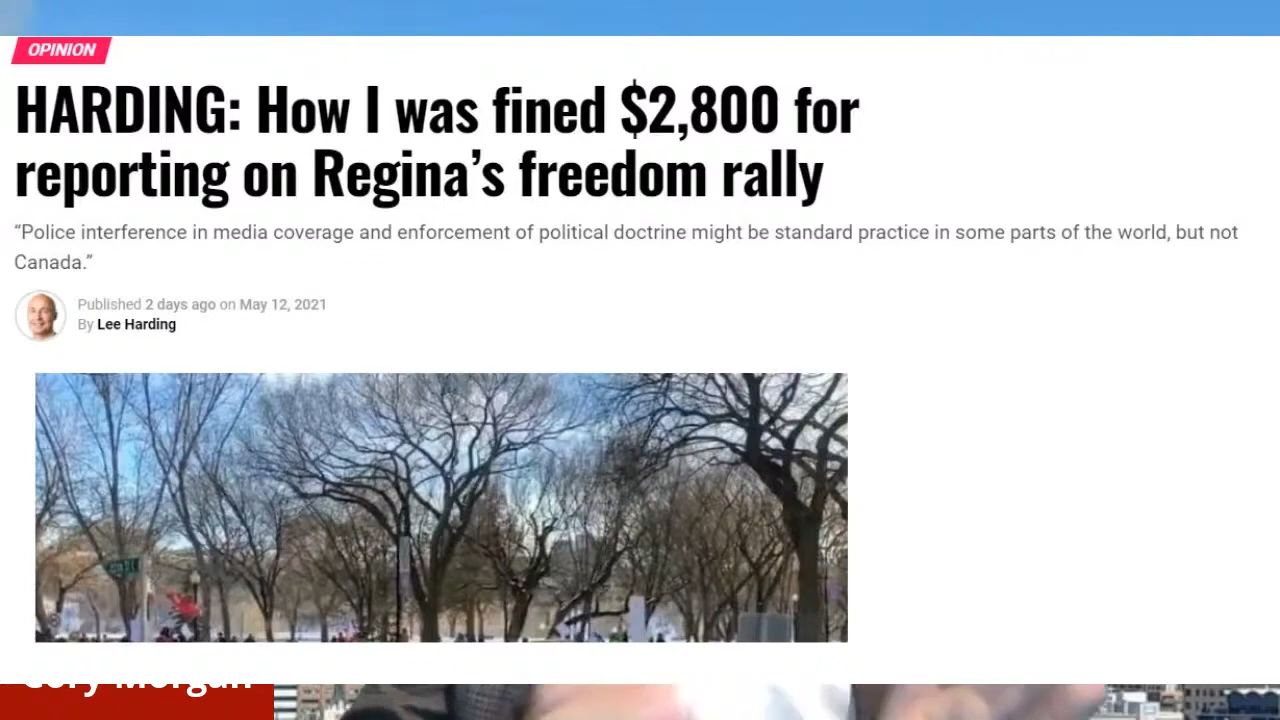 OPINION
HARDING: How I was fined $2,800 for
reporting on Regina’s freedom rally
“Police interference in media coverage and enforcement of political doctrine might be standard practice in some parts of the world, but not
Canada.”
Published 2 days ago on May 12, 2021
By Lee Harding
Cory Morgan